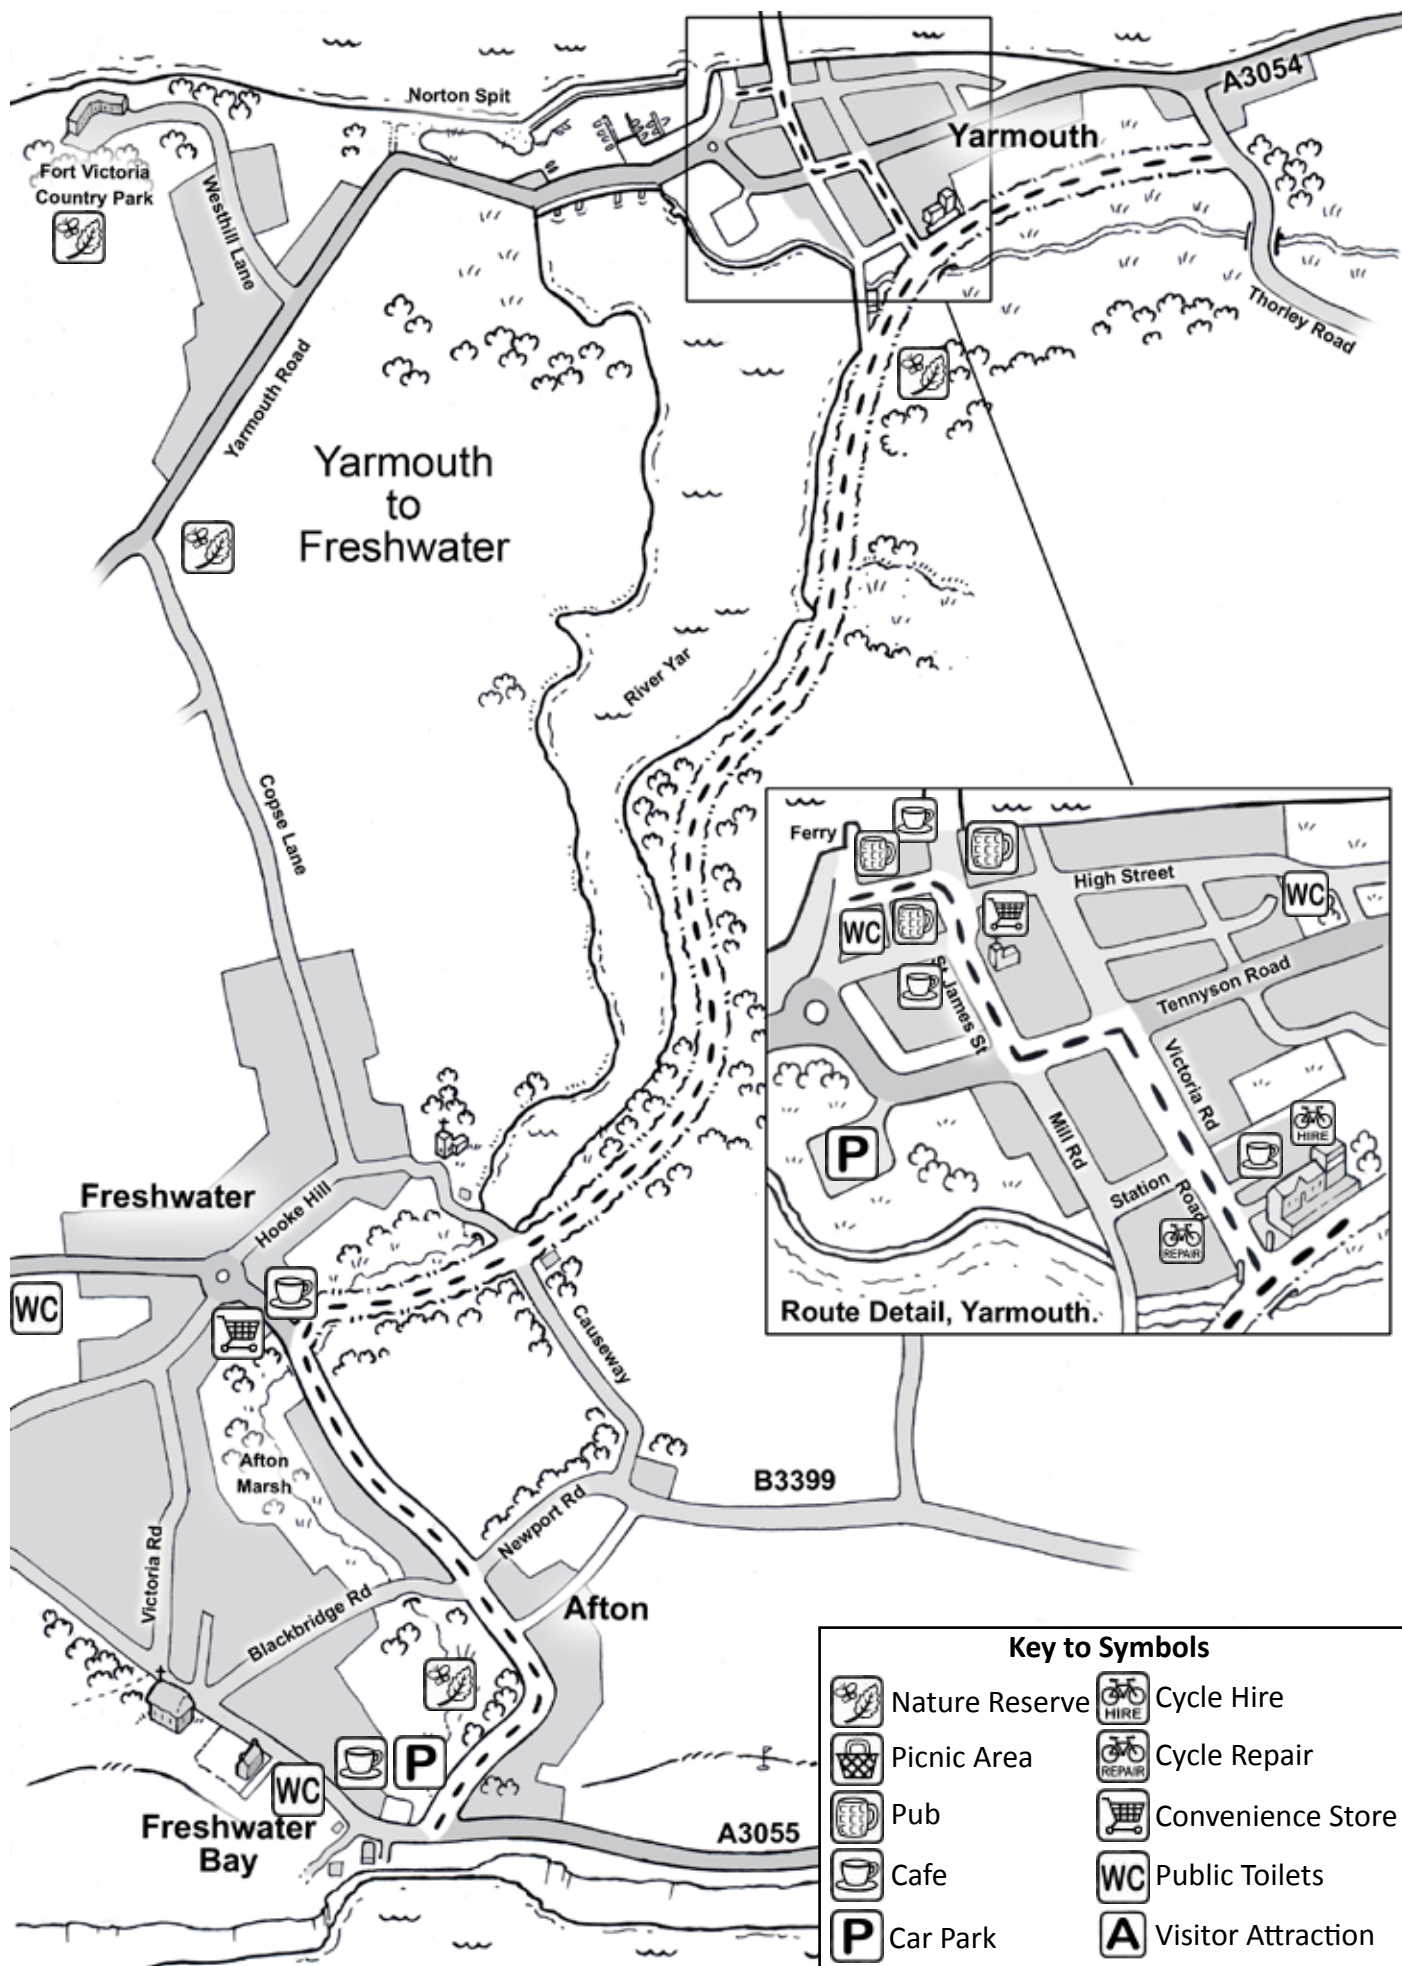 Norton Spit
A3054
Yarmouth
Fort Victoria
Country Park
Westhill Lane
Thorley Road
Yarmouth Road
Yarmouth
to
Freshwater
River Yar
Copse Lane
Ferry
High Street
WC
WC
Tennyson Road
St James St
Victoria Rd
Mill Rd
HIRE
P
Station Road
REPAIR
Route Detail, Yarmouth.
Freshwater
Hooke Hill
WC
Causeway
Afton
Marsh
B3399
Newport Rd
Victoria Rd
Blackbridge Rd
Afton
WC
P
Freshwater
Bay
A3055
Key to Symbols
Nature Reserve
HIRE
Cycle Hire
Picnic Area
REPAIR
Cycle Repair
Pub
Convenience Store
Cafe
WC
Public Toilets
P
Car Park
A
Visitor Attraction